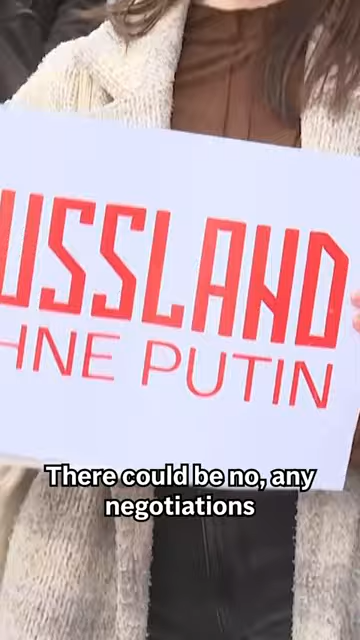 USSLAND
HNE PUTIN
There could be no, any
negotiations